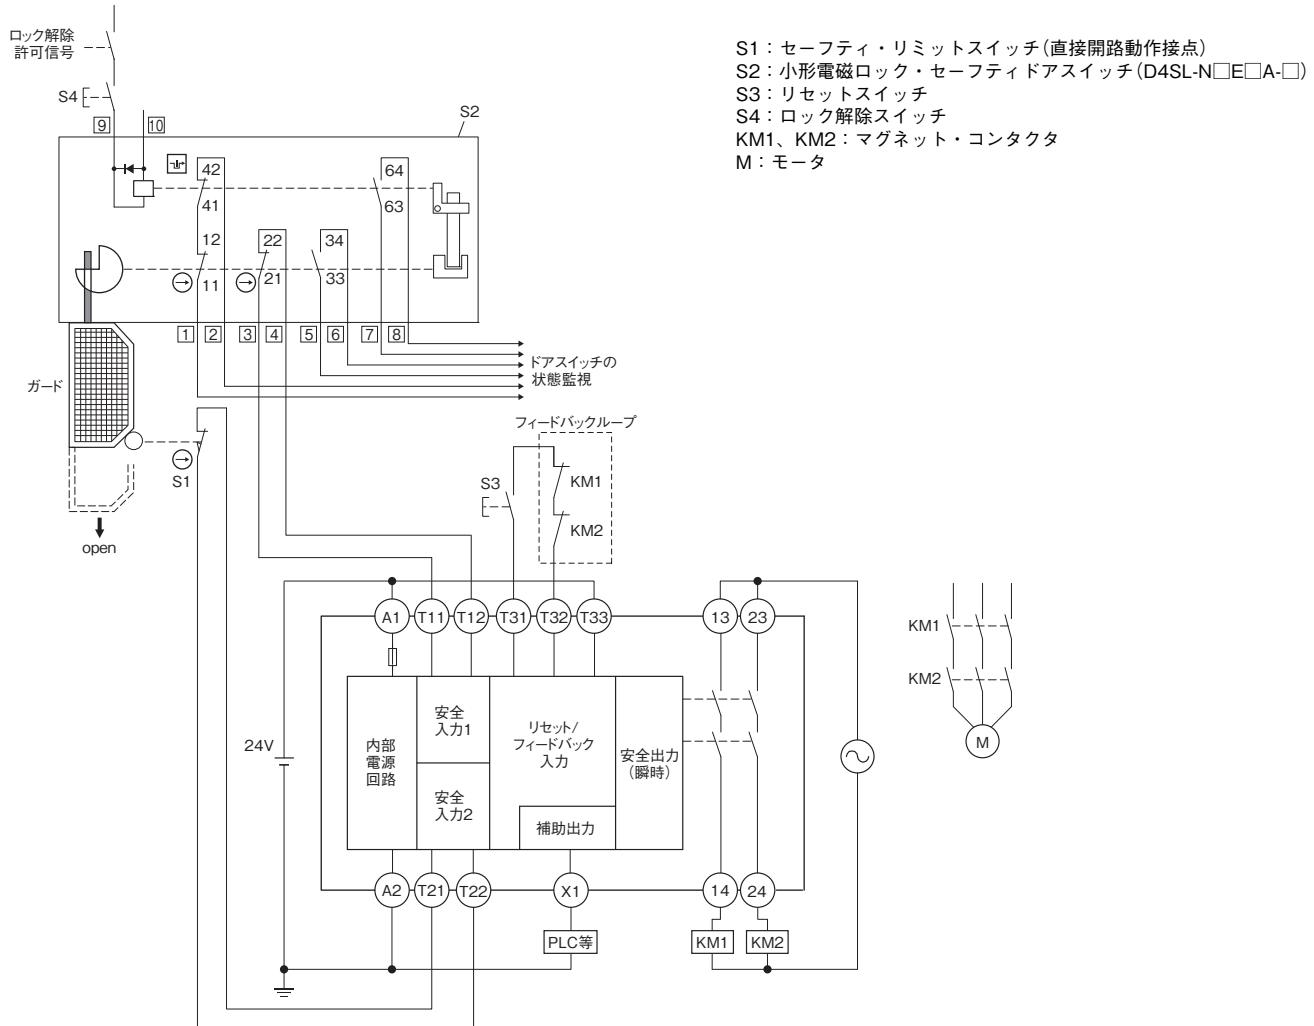 ロック解除
許可信号
S4
9
10
S2
S1：セーフティ・リミットスイッチ(直接開路動作接点)
S2：小形電磁ロック・セーフティドアスイッチ(D4SL-N□E□A-□)
S3：リセットスイッチ
S4：ロック解除スイッチ
KM1、KM2：マグネット・コンタクタ
M：モータ
42
41
64
63
12
11
22
21
34
33
1
2
3
4
5
6
7
8
ドアスイッチの
状態監視
ガード
S1
open
フィードバックループ
S3
KM1
KM2
A1
T11
T12
T31
T32
T33
13
23
24V
内部
電源
回路
安全
入力1
安全
入力2
リセット/
フィードバック
入力
補助出力
安全出力
(瞬時)
A2
T21
T22
X1
14
24
PLC等
KM1
KM2
KM1
KM2
M